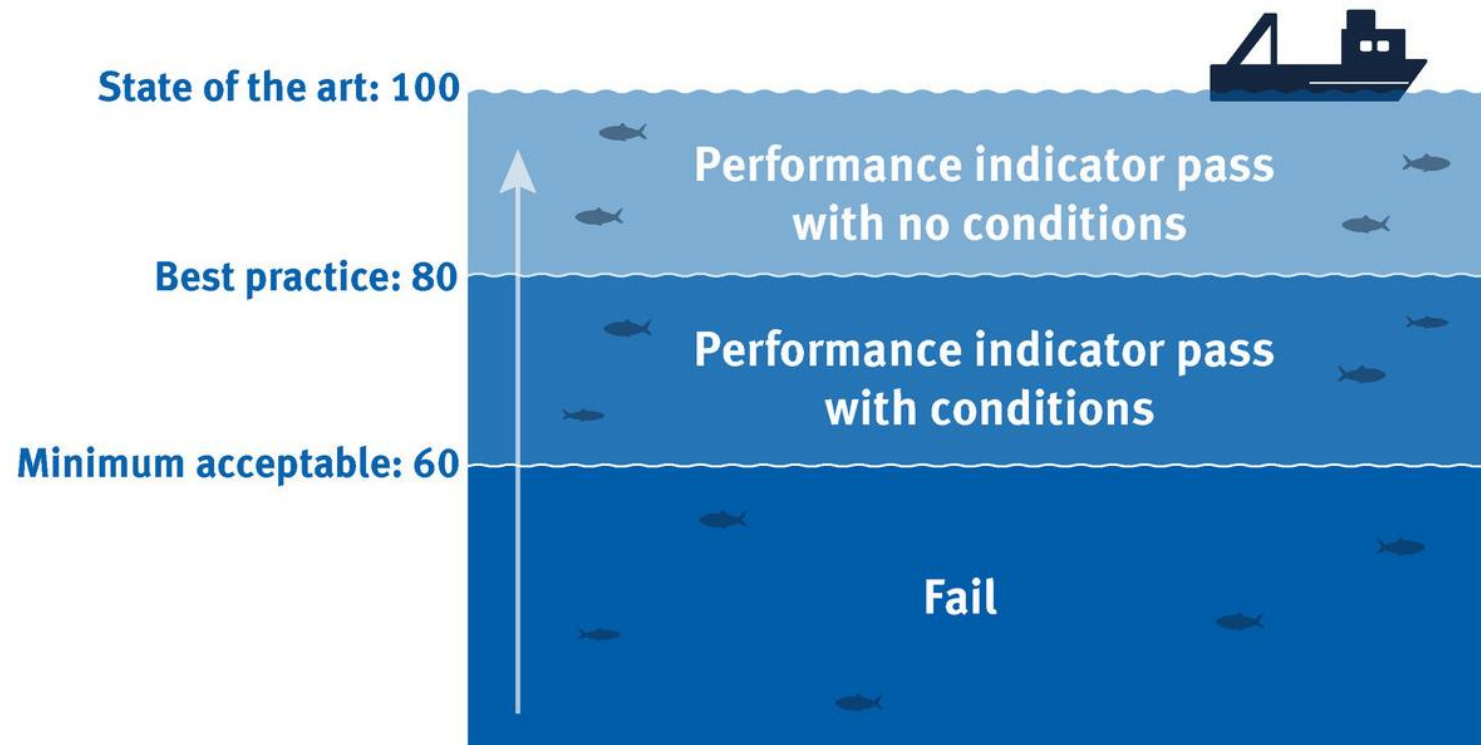 State of the art: 100
Performance indicator pass
with no conditions
Best practice: 80
Performance indicator pass
with conditions
Minimum acceptable: 60
Fail